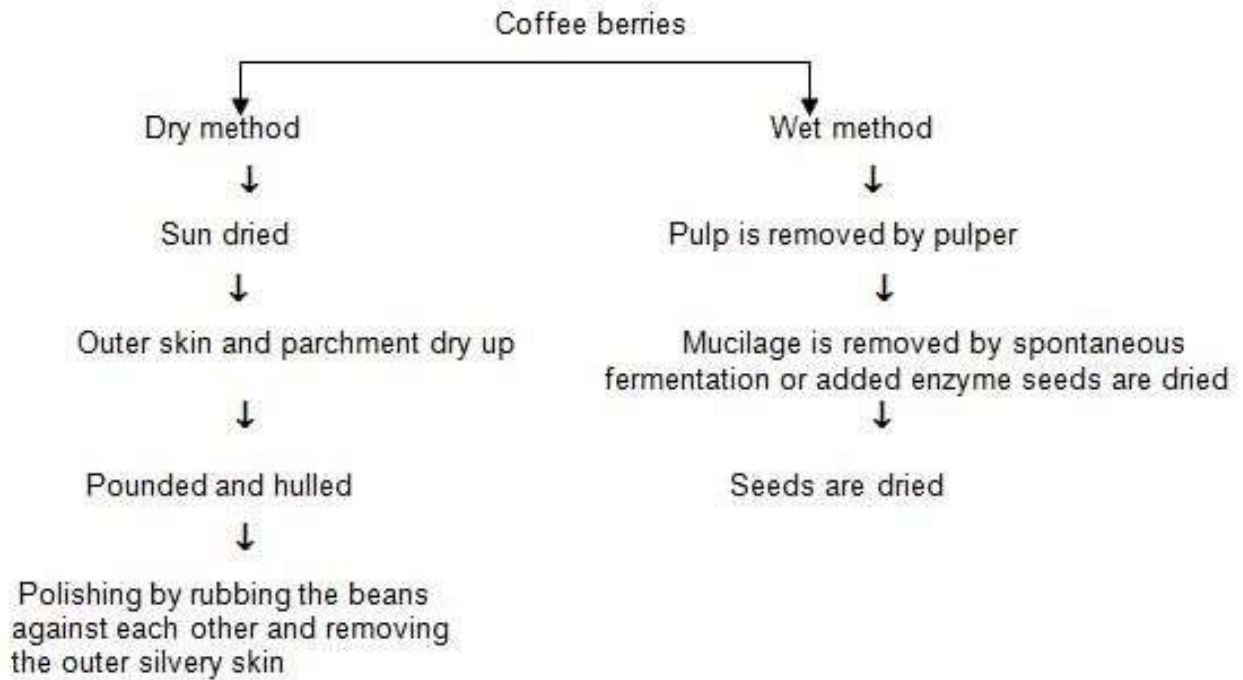 Coffee berries
Dry method
Wet method
↓
↓
Sun dried
Pulp is removed by pulper
↓
↓
Outer skin and parchment dry up
Mucilage is removed by spontaneous
fermentation or added enzyme seeds are dried
↓
↓
Pounded and hulled
Seeds are dried
↓
Polishing by rubbing the beans
against each other and removing
the outer silvery skin